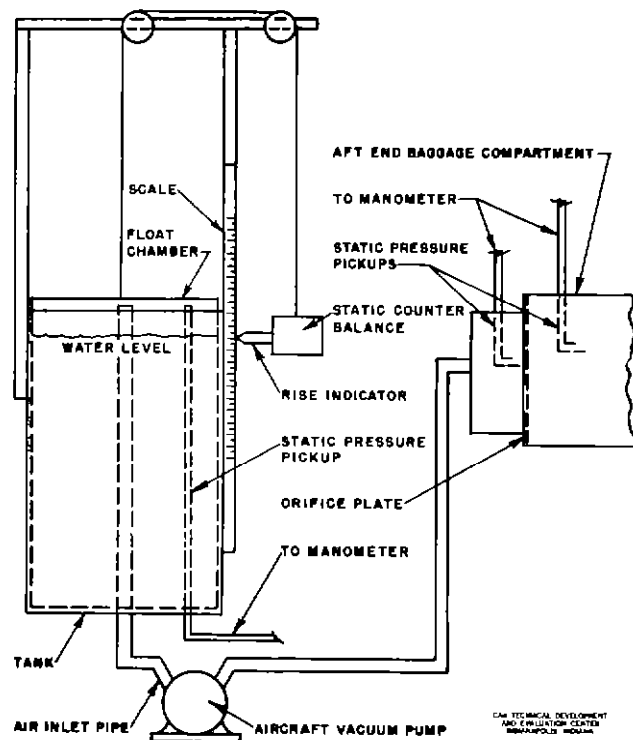 AFT END BAGGAGE COMPARTMENT
SCALE
TO MANOMETER
FLOAT
CHAMBER
STATIC PRESSURE
PICKUPS
STATIC COUNTER
BALANCE
WATER LEVEL
RISE INDICATOR
STATIC PRESSURE
PICKUP
ORIFICE PLATE
TO MANOMETER
TANK
AIR INLET PIPE
AIRCRAFT VACUUM PUMP
CAA TECHNICAL DEVELOPMENT
AND EVALUATION CENTER
INDIANAPOLIS INDIANA